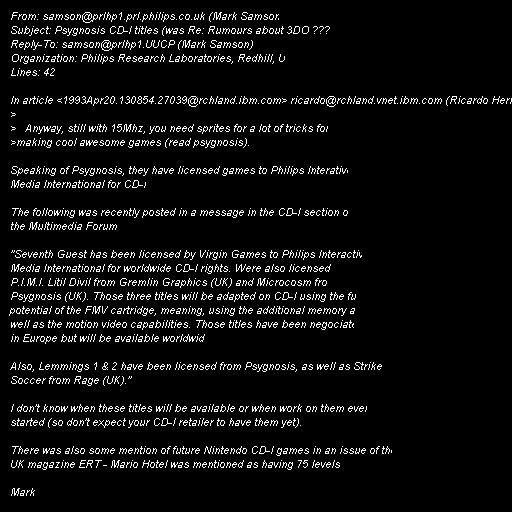 From: samson@prlhp1.prl.philips.co.uk (Mark Samson
Subject: Psygnosis CD-I titles (was Re: Rumours about 3DO ???
Reply-To: samson@prlhp1.UUCP (Mark Samson)
Organization: Philips Research Laboratories, Redhill, U
Lines: 42

In article <1993Apr20.130854.27039@rchland.ibm.com> ricardo@rchland.vnet.ibm.com (Ricardo Her
>
> Anyway, still with 15Mhz, you need sprites for a lot of tricks for
>making cool awesome games (read psygnosis).

Speaking of Psygnosis, they have licensed games to Philips Interative
Media International for CD-I

The following was recently posted in a message in the CD-I section o
the Multimedia Forum

"Seventh Guest has been licensed by Virgin Games to Philips Interactiv
Media International for worldwide CD-I rights. Were also licensed
P.I.M.I. Litil Divil from Gremlin Graphics (UK) and Microcosm fro
Psygnosis (UK). Those three titles will be adapted on CD-I using the fu
potential of the FMV cartridge, meaning, using the additional memory a
well as the motion video capabilities. Those titles have been negotiate
in Europe but will be available worldwid

Also, Lemmings 1 & 2 have been licensed from Psygnosis, as well as Strike
Soccer from Rage (UK)."

I don't know when these titles will be available or when work on them ever
started (so don't expect your CD-I retailer to have them yet).

There was also some mention of future Nintendo CD-I games in an issue of the
UK magazine ERT - Mario Hotel was mentioned as having 75 levels

Mark